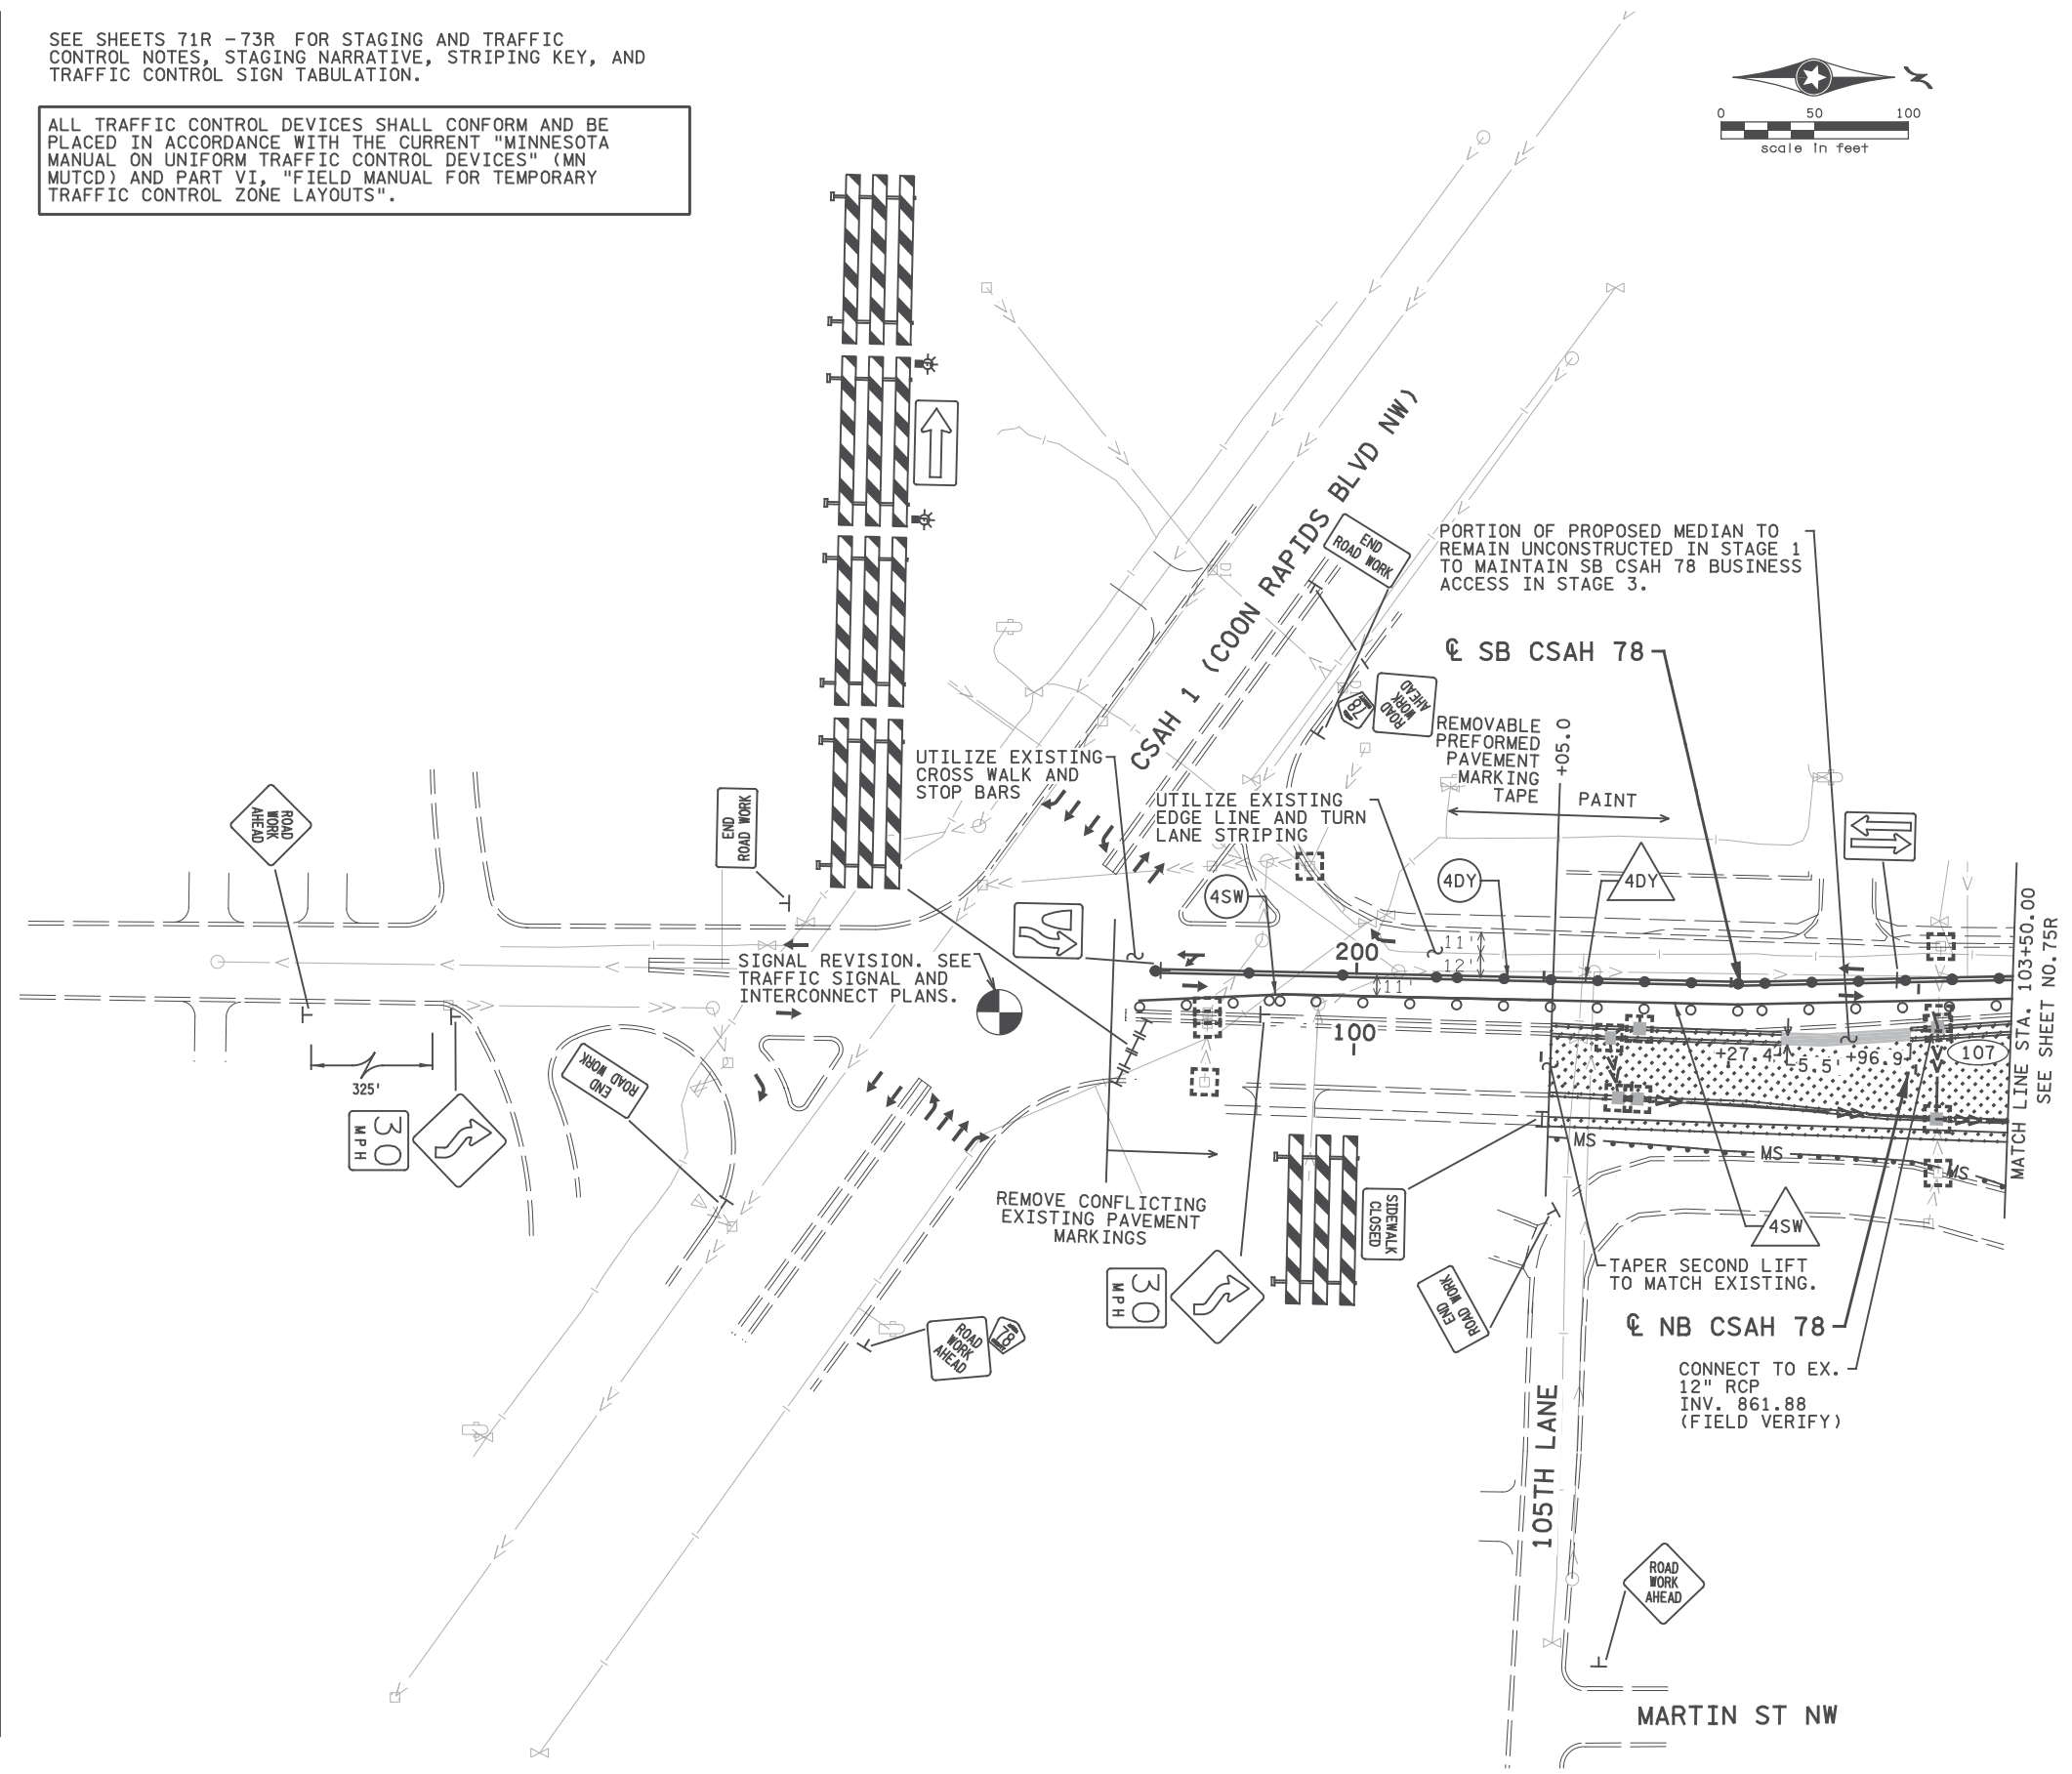 SEE SHEETS 71R -73R FOR STAGING AND TRAFFIC
CONTROL NOTES, STAGING NARRATIVE, STRIPING KEY, AND
TRAFFIC CONTROL SIGN TABULATION.
ALL TRAFFIC CONTROL DEVICES SHALL CONFORM AND BE
PLACED IN ACCORDANCE WITH THE CURRENT "MINNESOTA
MANUAL ON UNIFORM TRAFFIC CONTROL DEVICES" (MN
MUTCD) AND PART VI, "FIELD MANUAL FOR TEMPORARY
TRAFFIC CONTROL ZONE LAYOUTS".
0 50 100
scale in feet
CSAH 1 (COON RAPIDS BLVD NW)
END
ROAD WORK
PORTION OF PROPOSED MEDIAN TO
REMAIN UNCONSTRUCTED IN STAGE 1
TO MAINTAIN SB CSAH 78 BUSINESS
ACCESS IN STAGE 3.
℄ SB CSAH 78
78
ROAD
WORK
AHEAD
REMOVABLE
PREFORMED
PAVEMENT
MARKING
TAPE
+05.0
PAINT
UTILIZE EXISTING
CROSS WALK AND
STOP BARS
UTILIZE EXISTING
EDGE LINE AND TURN
LANE STRIPING
ROAD
WORK
AHEAD
END
ROAD WORK
4SW
4DY
4DY
SIGNAL REVISION. SEE
TRAFFIC SIGNAL AND
INTERCONNECT PLANS.
200
11'
12'
11'
100
+27.4
5.5'
+96.9
107
MATCH LINE STA. 103+50.00
SEE SHEET NO.75R
325'
30
MPH
END
ROAD WORK
MS
MS
MS
REMOVE CONFLICTING
EXISTING PAVEMENT
MARKINGS
SIDEWALK
CLOSED
4SW
TAPER SECOND LIFT
TO MATCH EXISTING.
30
MPH
END
ROAD WORK
℄ NB CSAH 78
ROAD
WORK
AHEAD
78
CONNECT TO EX.
12" RCP
INV. 861.88
(FIELD VERIFY)
105TH LANE
ROAD
WORK
AHEAD
MARTIN ST NW